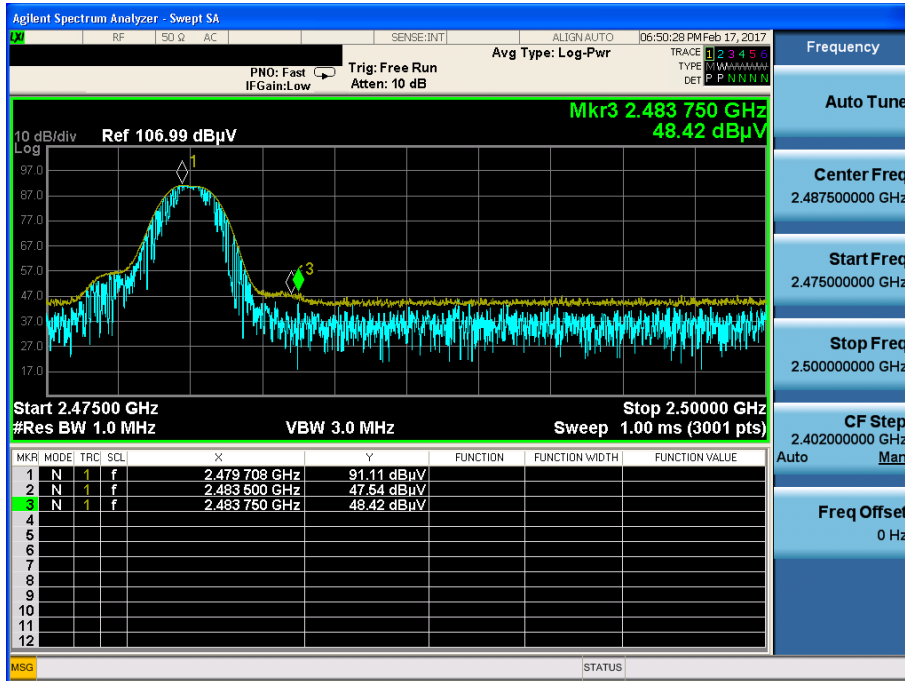 Agilent Spectrum Analyzer - Swept SA
LXI RF 50 Ω AC SENSE:INT ALIGN AUTO 06:50:28 PM Feb 17, 2017
PNO: Fast
IFGain:Low
Trig: Free Run
Atten: 10 dB
Avg Type: Log-Pwr
TRACE 1 2 3 4 5 6
TYPE M WWWWW
DET P P N N N N
Mkr3 2.483 750 GHz
48.42 dBµV
10 dB/div Ref 106.99 dBµV
Log
97.0
87.0
77.0
67.0
57.0
47.0
37.0
27.0
17.0
1
3
Start 2.47500 GHz Stop 2.50000 GHz
#Res BW 1.0 MHz VBW 3.0 MHz Sweep 1.00 ms (3001 pts)
MKR MODE TRC SCL X Y FUNCTION FUNCTION WIDTH FUNCTION VALUE
1 N 1 f 2.479 708 GHz 91.11 dBµV
2 N 1 f 2.483 500 GHz 47.54 dBµV
3 N 1 f 2.483 750 GHz 48.42 dBµV
4
5
6
7
8
9
10
11
12
MSG STATUS
Frequency
Auto Tune
Center Freq
2.487500000 GHz
Start Freq
2.475000000 GHz
Stop Freq
2.500000000 GHz
CF Step
2.402000000 GHz
Auto Man
Freq Offset
0 Hz